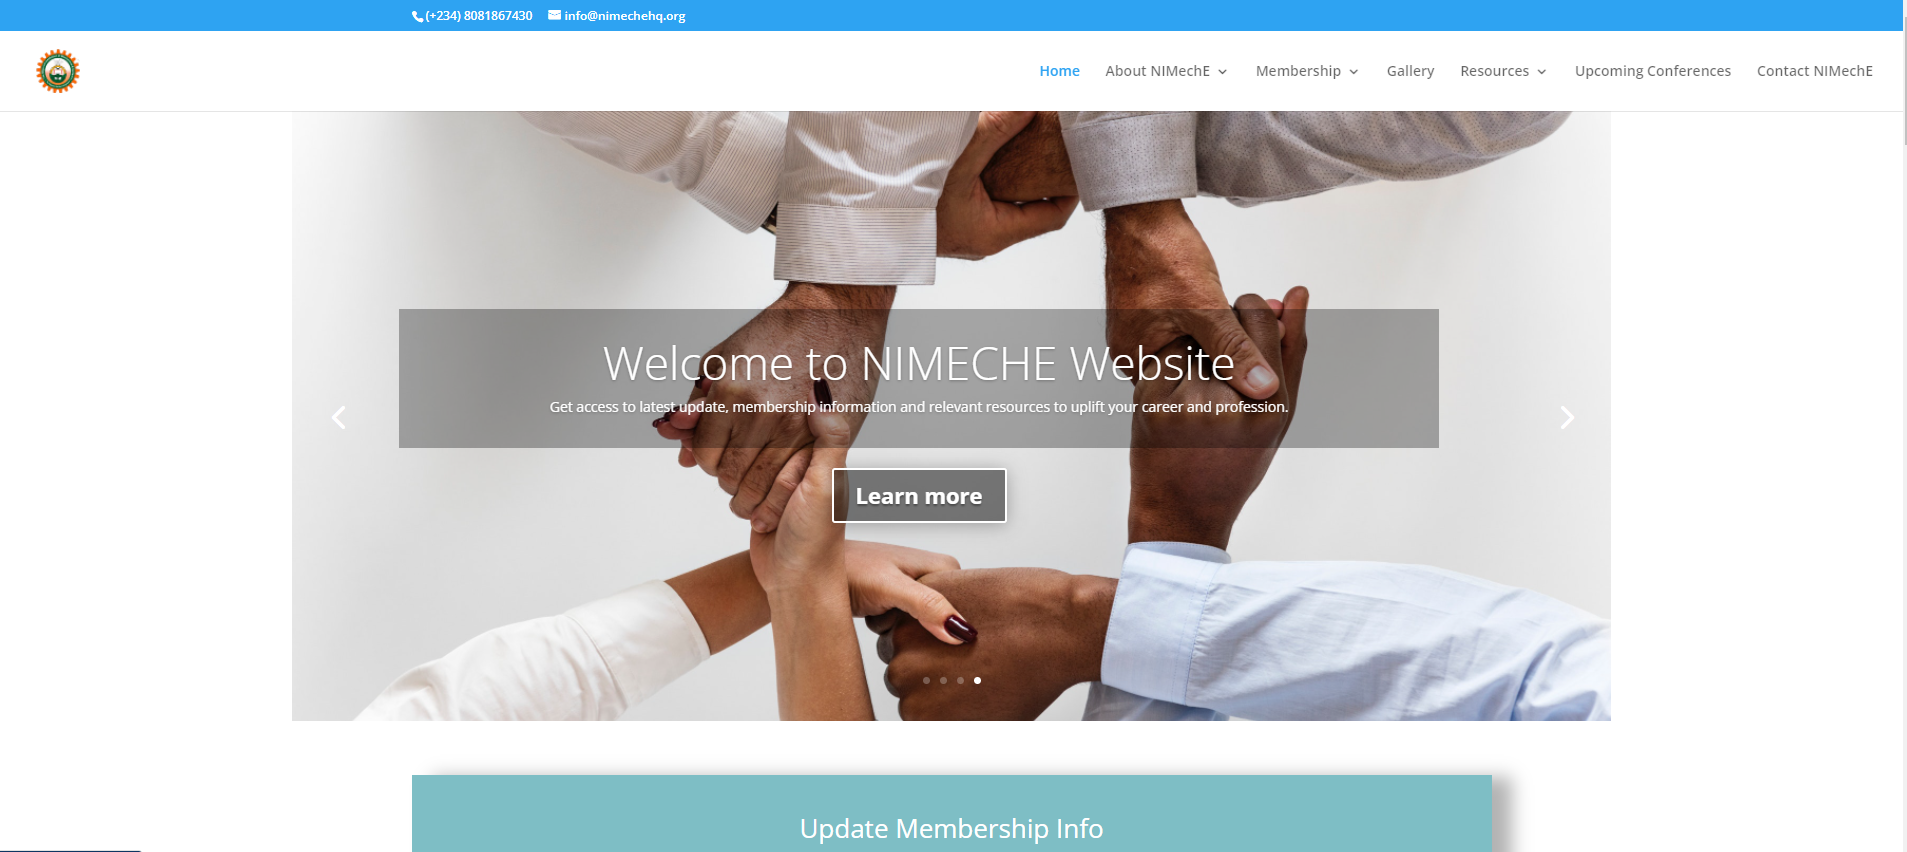 (+234) 8081867430 info@nimechehq.org
Home About NIMechE Membership Gallery Resources Upcoming Conferences Contact NIMechE
Welcome to NIMECHE Website
Get access to latest update, membership information and relevant resources to uplift your career and profession.
Learn more
Update Membership Info